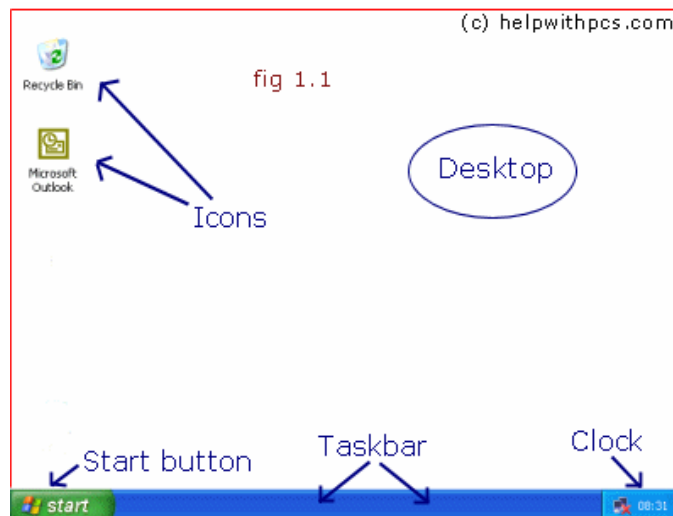 (c) helpwithpcs.com
Recycle Bin
fig 1.1
Desktop
Microsoft
Outlook
Icons
Start button
Taskbar
Clock
start
08:31